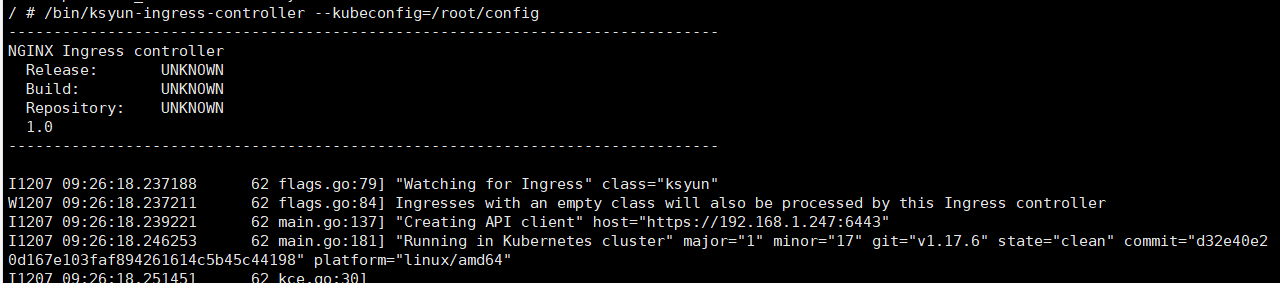 / # /bin/ksyun-ingress-controller --kubeconfig=/root/config
-------------------------------------------------------------------------------
NGINX Ingress controller
  Release:       UNKNOWN
  Build:         UNKNOWN
  Repository:    UNKNOWN
  1.0
-------------------------------------------------------------------------------
I1207 09:26:18.237188      62 flags.go:79] "Watching for Ingress" class="ksyun"
W1207 09:26:18.237211      62 flags.go:84] Ingresses with an empty class will also be processed by this Ingress controller
I1207 09:26:18.239221      62 main.go:137] "Creating API client" host="https://192.168.1.247:6443"
I1207 09:26:18.246253      62 main.go:181] "Running in Kubernetes cluster" major="1" minor="17" git="v1.17.6" state="clean" commit="d32e40e2
0d167e103faf894261614c5b45c44198" platform="linux/amd64"
I1207 09:26:18.251451      62 kce.go:30]